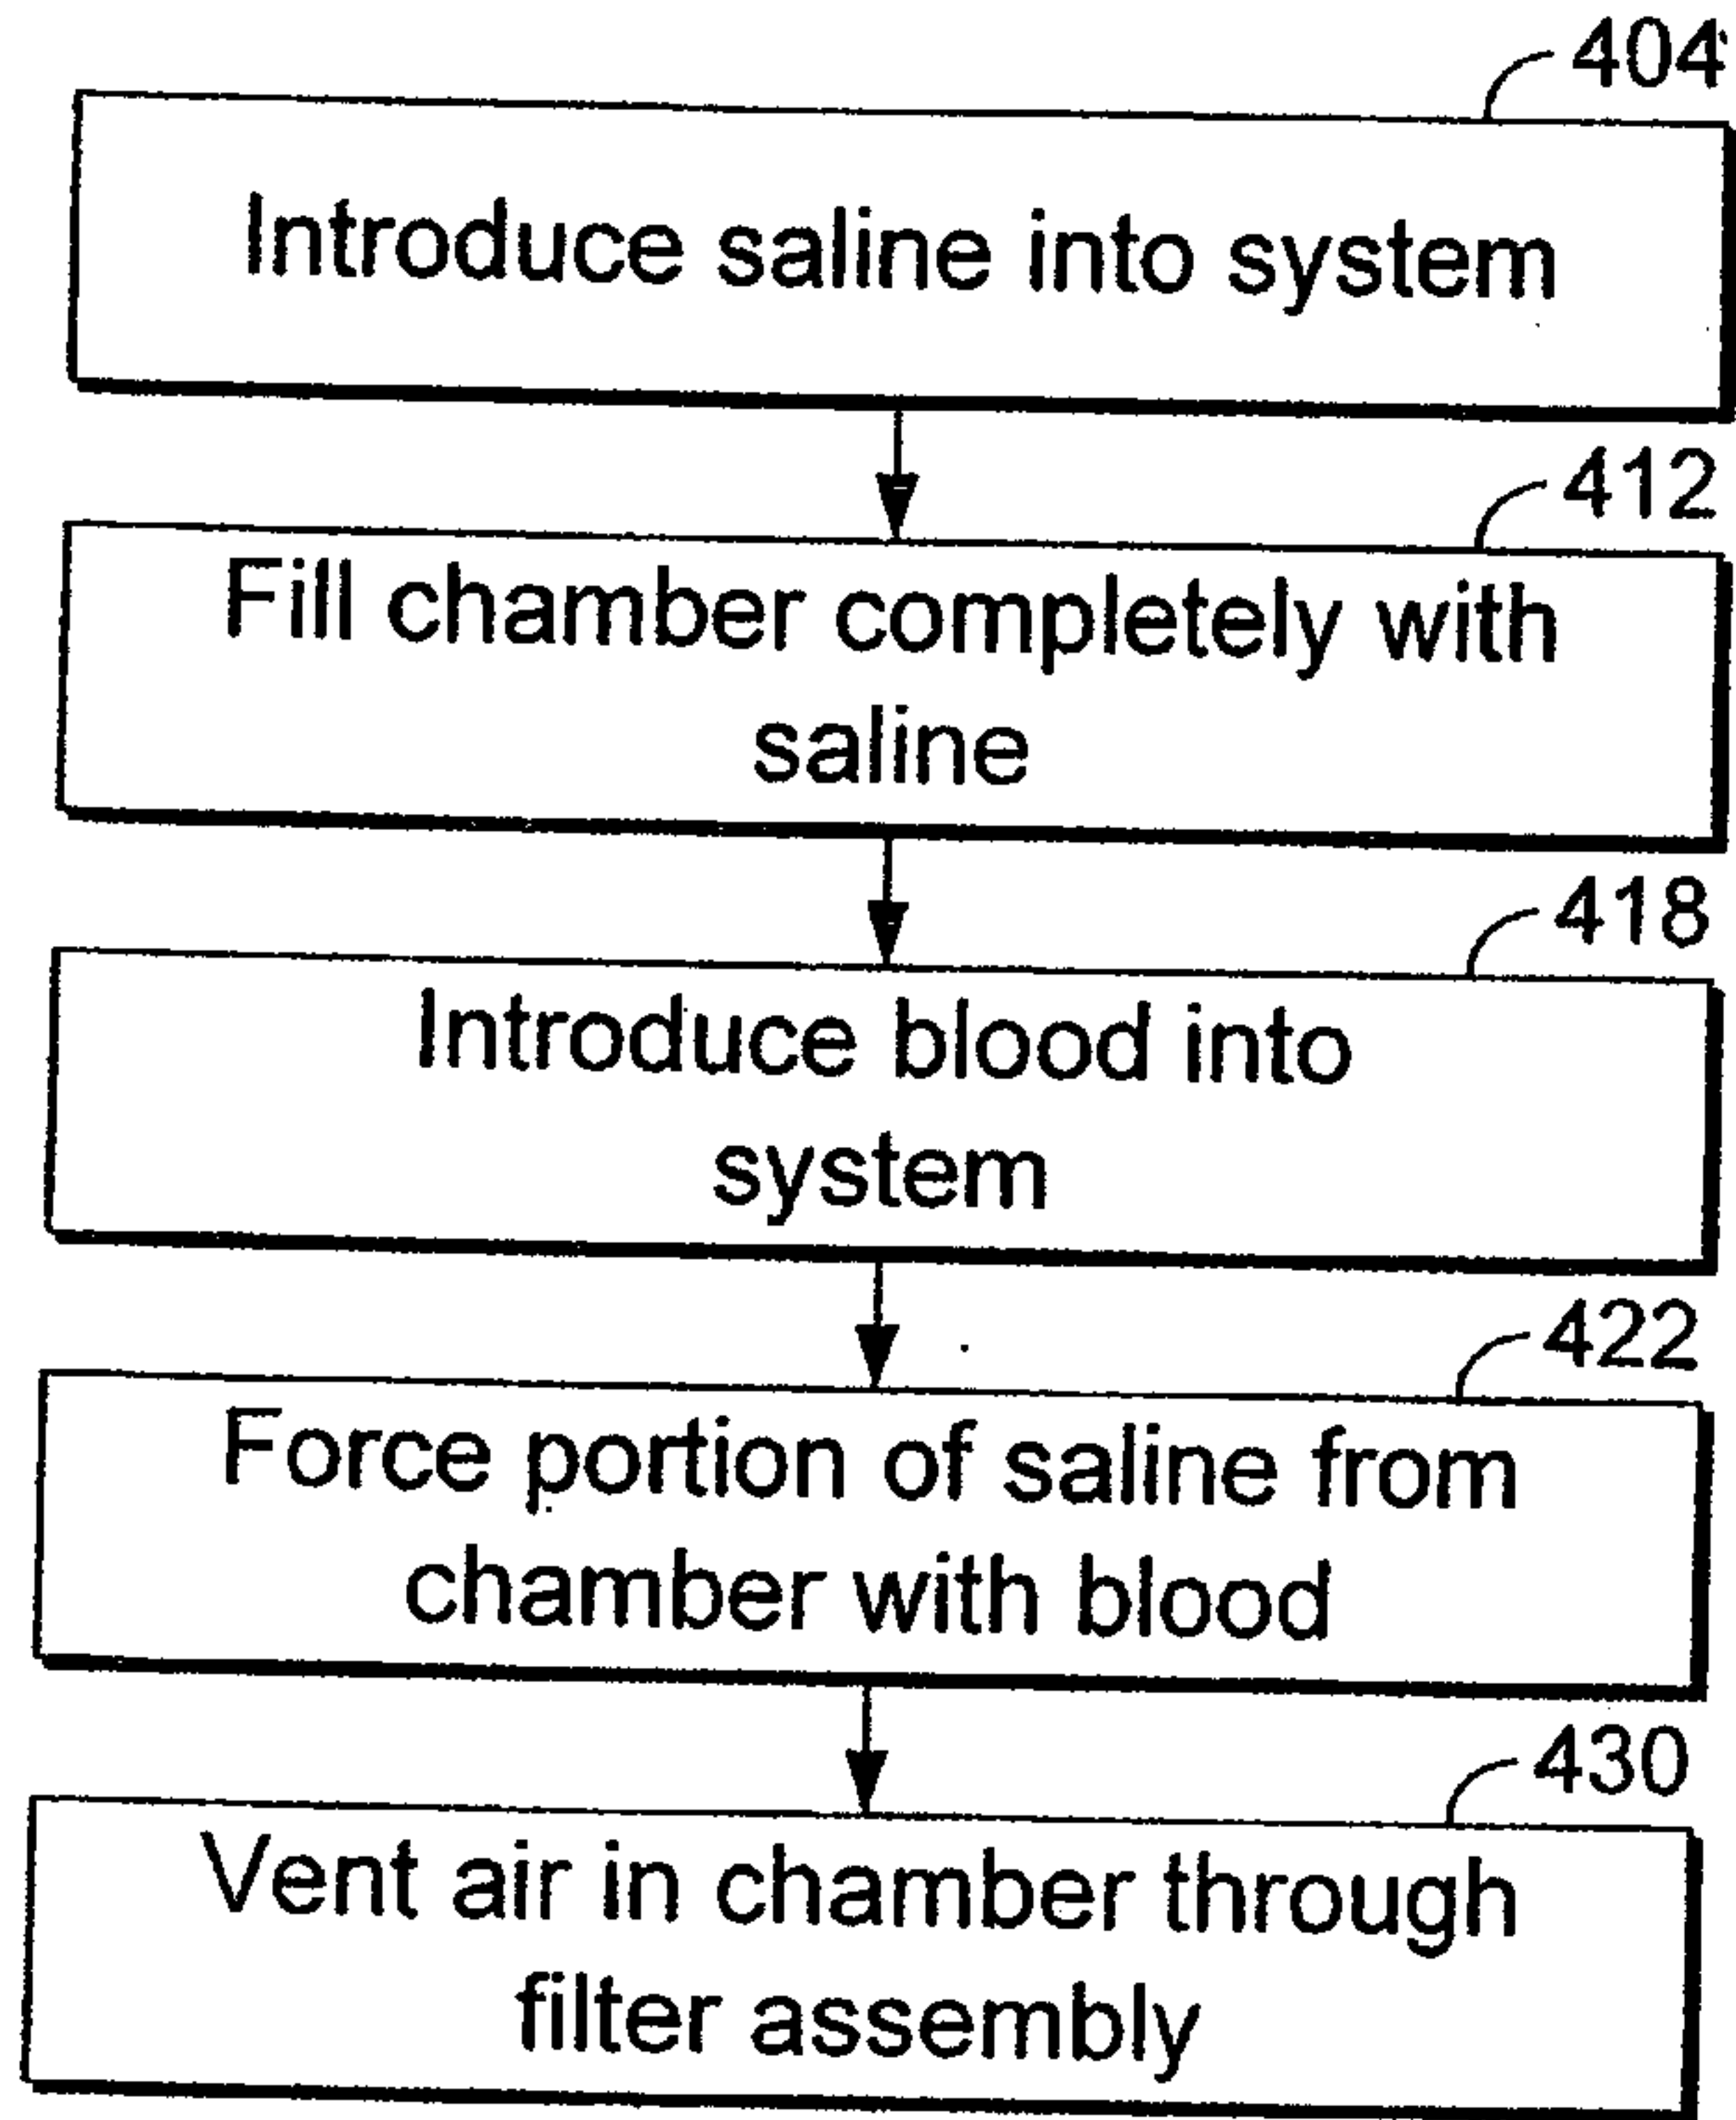 404
Introduce saline into system
412
Fill chamber completely with
saline
418
Introduce blood into
system
422
Force portion of saline from
chamber with blood
430
Vent air in chamber through
filter assembly